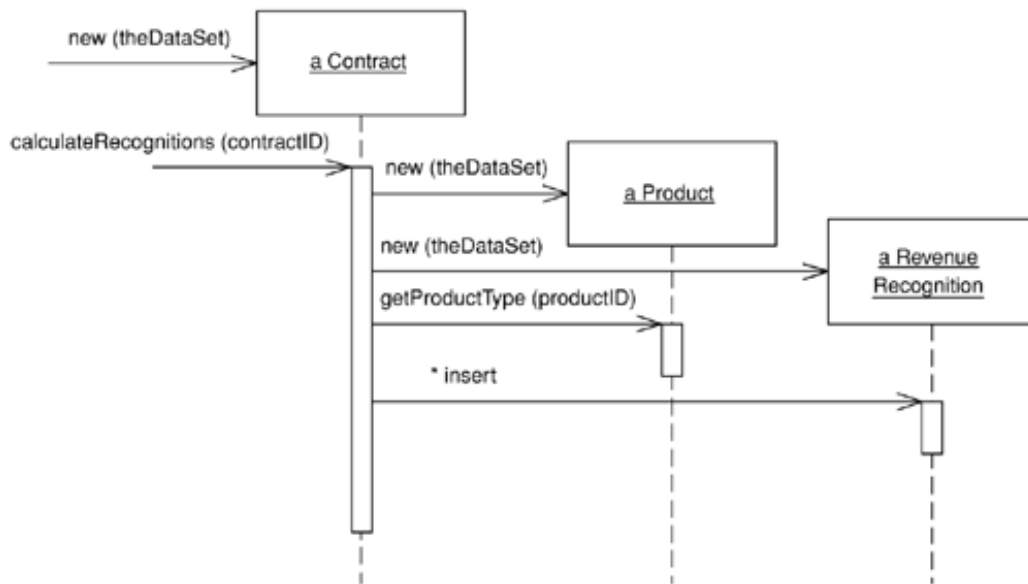 new (theDataSet)
a Contract
calculateRecognitions (contractID)
new (theDataSet)
a Product
new (theDataSet)
a Revenue
Recognition
getProductType (productID)
* insert